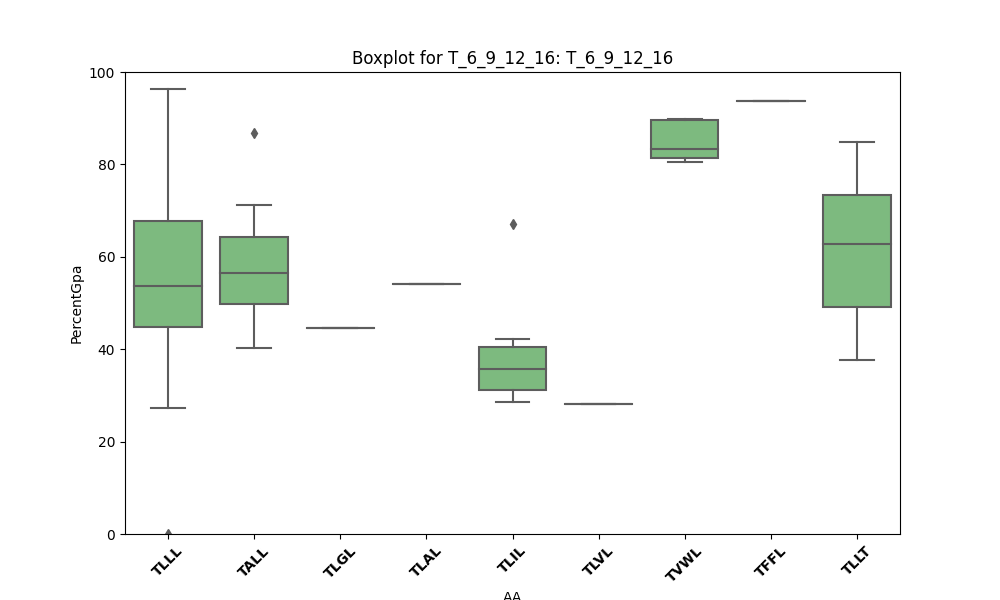 Boxplot for T_6_9_12_16: T_6_9_12_16
100
80
60
40
20
0
PercentGpa
TLLL
TALL
TLGL
TLAL
TLIL
TLVL
TVWL
TFFL
TLLT
AA